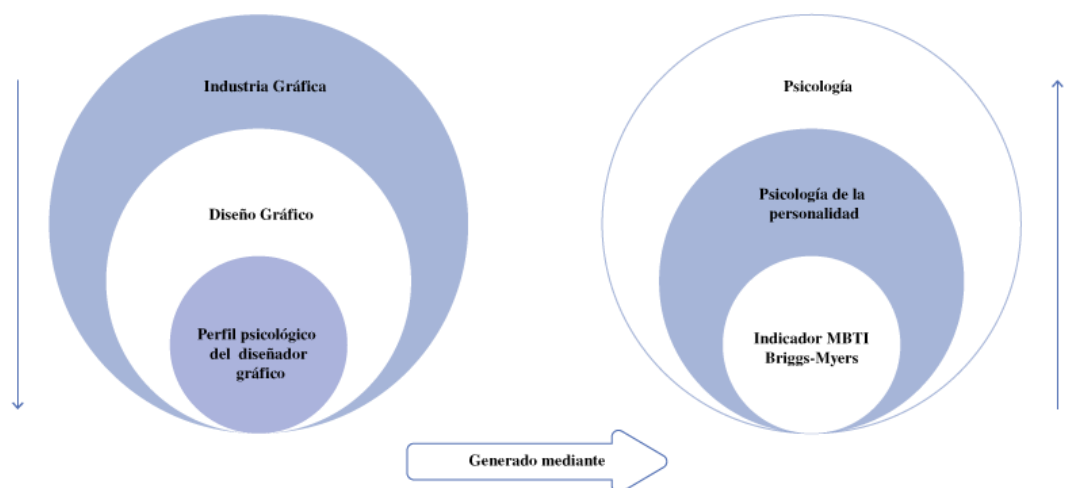 Industria Gráfica
Diseño Gráfico
Perfil psicológico
del diseñador
gráfico
Psicología
Psicología de la
personalidad
Indicador MBTI
Briggs-Myers
Generado mediante